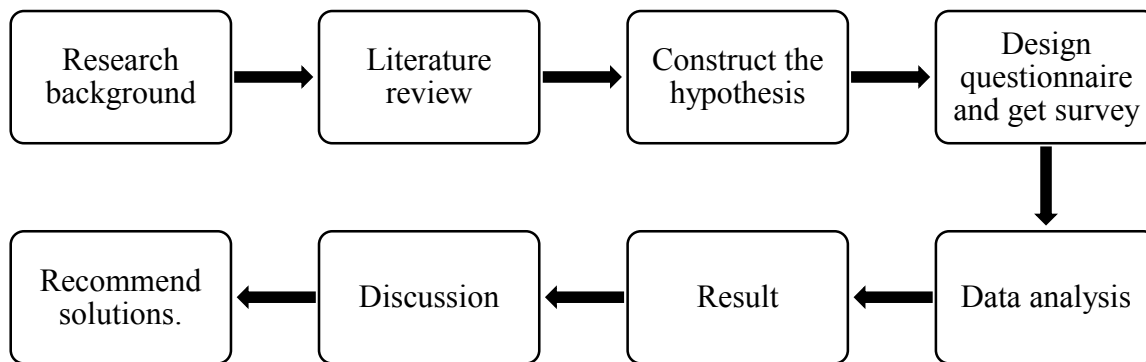 Research
background
Literature
review
Construct the
hypothesis
Design
questionnaire
and get survey
Data analysis
Result
Discussion
Recommend
solutions.